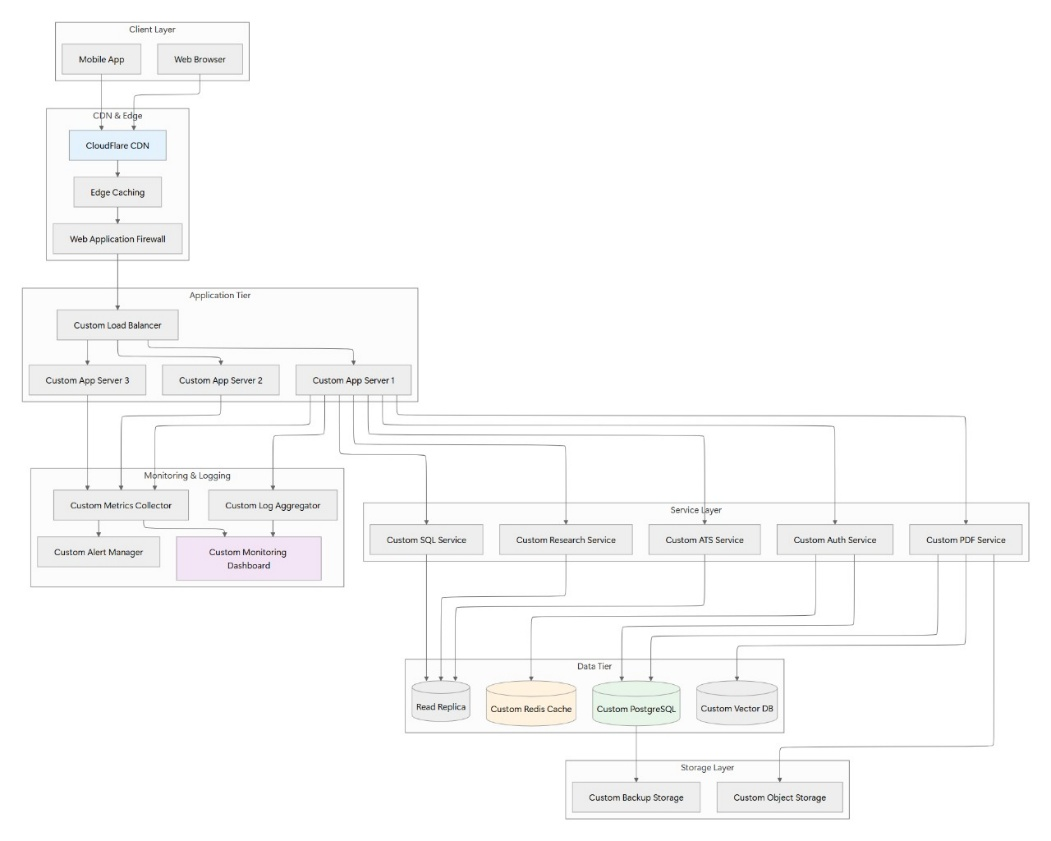 Client Layer
Mobile App
Web Browser
CDN & Edge
CloudFlare CDN
Edge Caching
Web Application Firewall
Application Tier
Custom Load Balancer
Custom App Server 3
Custom App Server 2
Custom App Server 1
Monitoring & Logging
Custom Metrics Collector
Custom Log Aggregator
Custom Alert Manager
Custom Monitoring
Dashboard
Service Layer
Custom SQL Service
Custom Research Service
Custom ATS Service
Custom Auth Service
Custom PDF Service
Data Tier
Read Replica
Custom Redis Cache
Custom PostgreSQL
Custom Vector DB
Storage Layer
Custom Backup Storage
Custom Object Storage